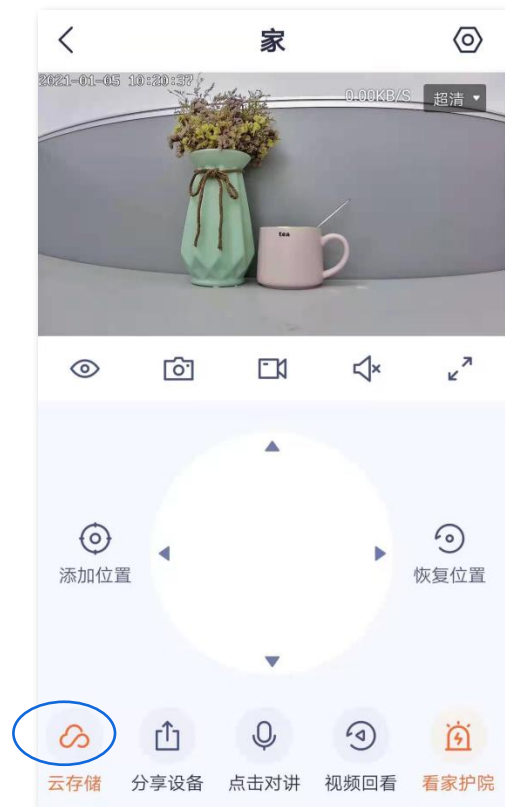 家
2021-01-05 10:20:37
0.00KB/S 超清
tea
添加位置
恢复位置
云存储 分享设备 点击对讲 视频回看 看家护院